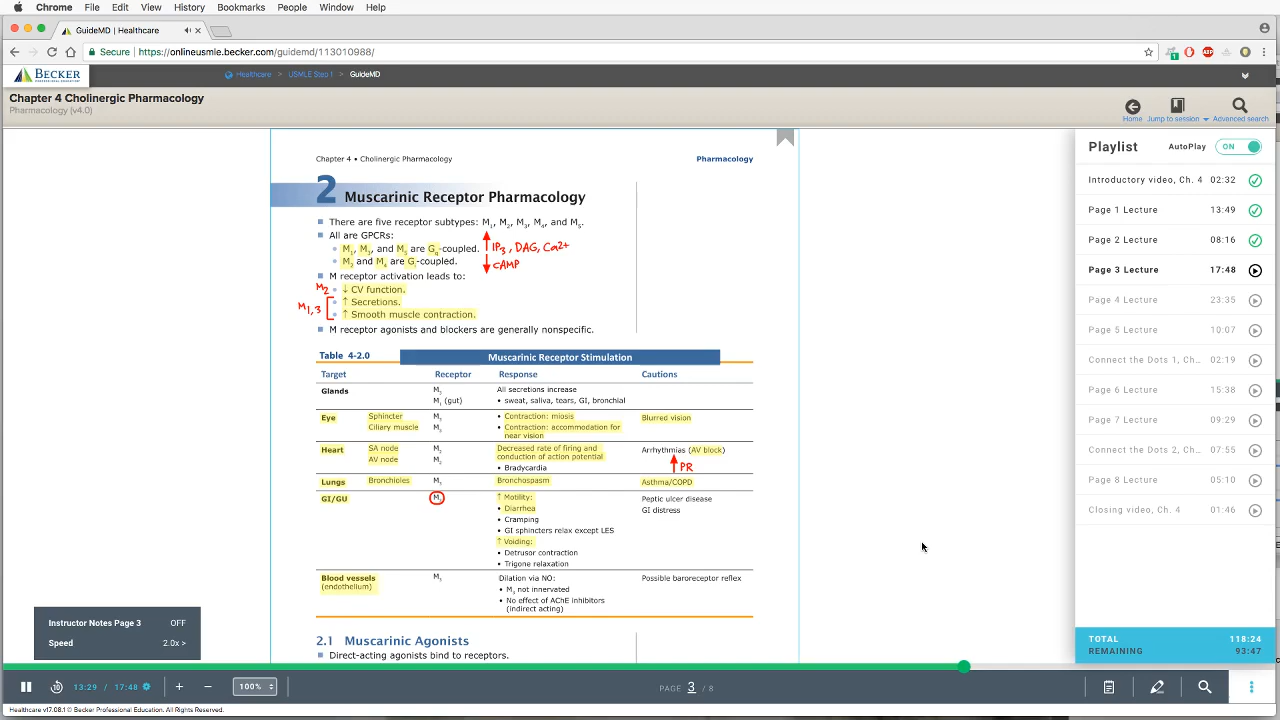 Chrome File Edit View History Bookmarks People Window Help
GuideMD | Healthcare
Secure https://onlineusmle.becker.com/guidemd/113010988/
BECKER
PROFESSIONAL EDUCATION
Healthcare > USMLE Step 1 > GuideMD
Chapter 4 Cholinergic Pharmacology
Pharmacology (v4.0)
Home Jump to session Advanced search
Chapter 4 • Cholinergic Pharmacology Pharmacology
2 Muscarinic Receptor Pharmacology
There are five receptor subtypes: M1, M2, M3, M4, and M5.
All are GPCRs:
M1, M3, and M5 are Gq-coupled. ↑ IP3, DAG, Ca2+
M2 and M4 are Gi-coupled. ↓ cAMP
M receptor activation leads to:
M2 ↓ CV function.
M1,3 ↑ Secretions.
↑ Smooth muscle contraction.
M receptor agonists and blockers are generally nonspecific.
Table 4-2.0 Muscarinic Receptor Stimulation
Target Receptor Response Cautions
Glands M3 All secretions increase
M1 (gut) • sweat, saliva, tears, GI, bronchial
Eye Sphincter M3 • Contraction: miosis Blurred vision
Ciliary muscle M3 • Contraction: accommodation for
near vision
Heart SA node M2 Decreased rate of firing and Arrhythmias (AV block)
AV node M2 conduction of action potential
• Bradycardia ↑ PR
Lungs Bronchioles M3 Bronchospasm Asthma/COPD
GI/GU M3 ↑ Motility: Peptic ulcer disease
• Diarrhea GI distress
• Cramping
• GI sphincters relax except LES
↑ Voiding:
• Detrusor contraction
• Trigone relaxation
Blood vessels M3 Dilation via NO: Possible baroreceptor reflex
(endothelium) • M3 not innervated
• No effect of AChE inhibitors
(indirect acting)
2.1 Muscarinic Agonists
Direct-acting agonists bind to receptors.
Playlist AutoPlay ON
Introductory video, Ch. 4 02:32
Page 1 Lecture 13:49
Page 2 Lecture 08:16
Page 3 Lecture 17:48
Page 4 Lecture 23:35
Page 5 Lecture 10:07
Connect the Dots 1, Ch... 02:19
Page 6 Lecture 15:38
Page 7 Lecture 09:29
Connect the Dots 2, Ch... 07:55
Page 8 Lecture 05:10
Closing video, Ch. 4 01:46
TOTAL 118:24
REMAINING 93:47
Instructor Notes Page 3 OFF
Speed 2.0x >
10 13:29 / 17:48 + − 100% PAGE 3 / 8
Healthcare v17.08.1 © Becker Professional Education. All Rights Reserved.